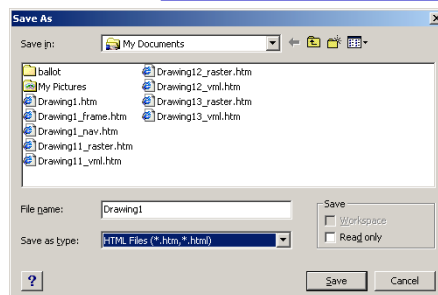 Save As
Save in:
My Documents
ballot
My Pictures
Drawing1.htm
Drawing1_frame.htm
Drawing1_nav.htm
Drawing11_raster.htm
Drawing11_vml.htm
Drawing12_raster.htm
Drawing12_vml.htm
Drawing13_raster.htm
Drawing13_vml.htm
File name:
Drawing1
Save as type:
HTML Files (*.htm,*.html)
Save
Workspace
Read only
?
Save
Cancel